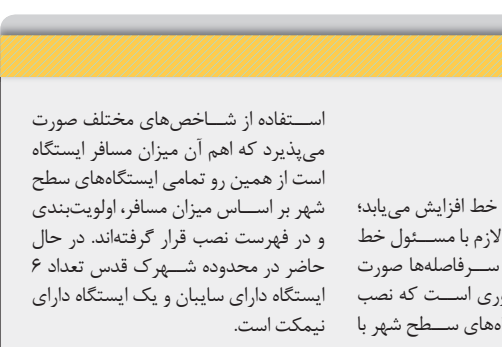 خط افزایش می‌یابد؛
لازم با مسئول خط
سرفاصله‌ها صورت
است که نصب
سطح شهر با
استفاده از شاخص‌های مختلف صورت
می‌پذیرد که اهم آن میزان مسافر ایستگاه
است از همین رو تمامی ایستگاه‌های سطح
شهر بر اساس میزان مسافر، اولویت‌بندی
و در فهرست نصب قرار گرفته‌اند. در حال
حاضر در محدوده شهرک قدس تعداد ۶
ایستگاه دارای سایبان و یک ایستگاه دارای
نیمکت است.